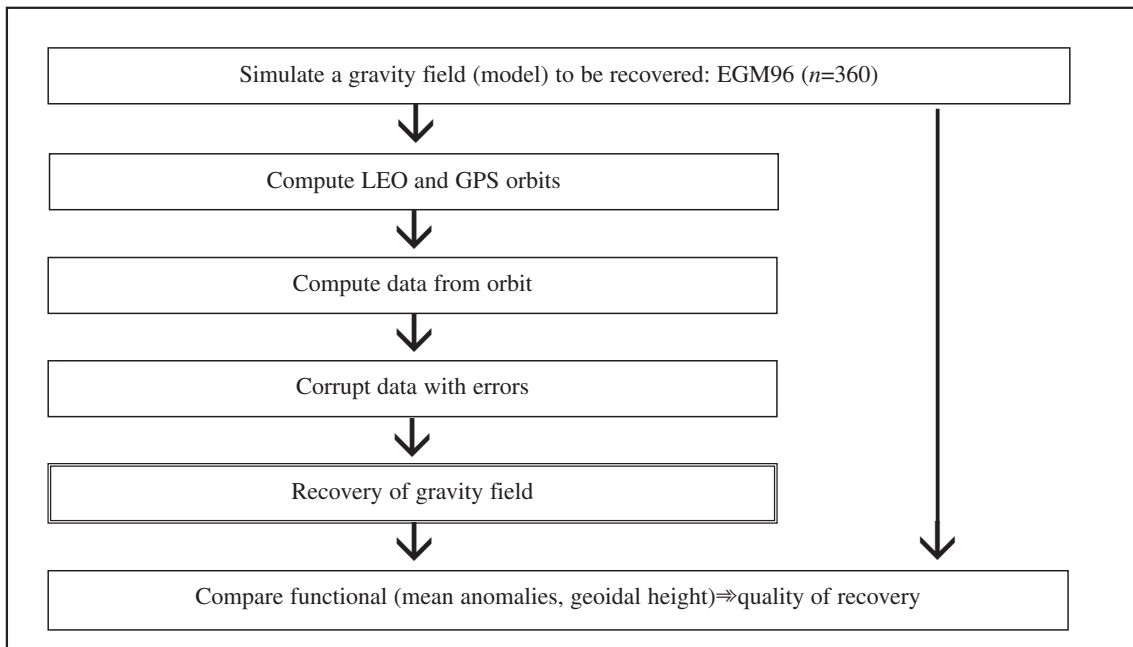 Simulate a gravity field (model) to be recovered: EGM96 (n=360)
Compute LEO and GPS orbits
Compute data from orbit
Corrupt data with errors
Recovery of gravity field
Compare functional (mean anomalies, geoidal height)⇛quality of recovery